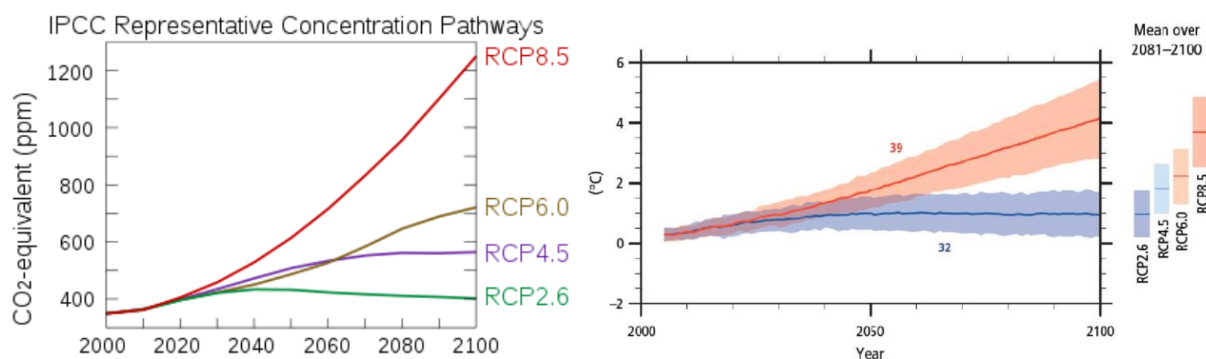 IPCC Representative Concentration Pathways
CO2-equivalent (ppm)
1200
1000
800
600
400
2000 2020 2040 2060 2080 2100
RCP8.5
RCP6.0
RCP4.5
RCP2.6
(°C)
6
4
2
0
−2
39
32
2000 2050 2100
Year
Mean over
2081–2100
RCP2.6
RCP4.5
RCP6.0
RCP8.5